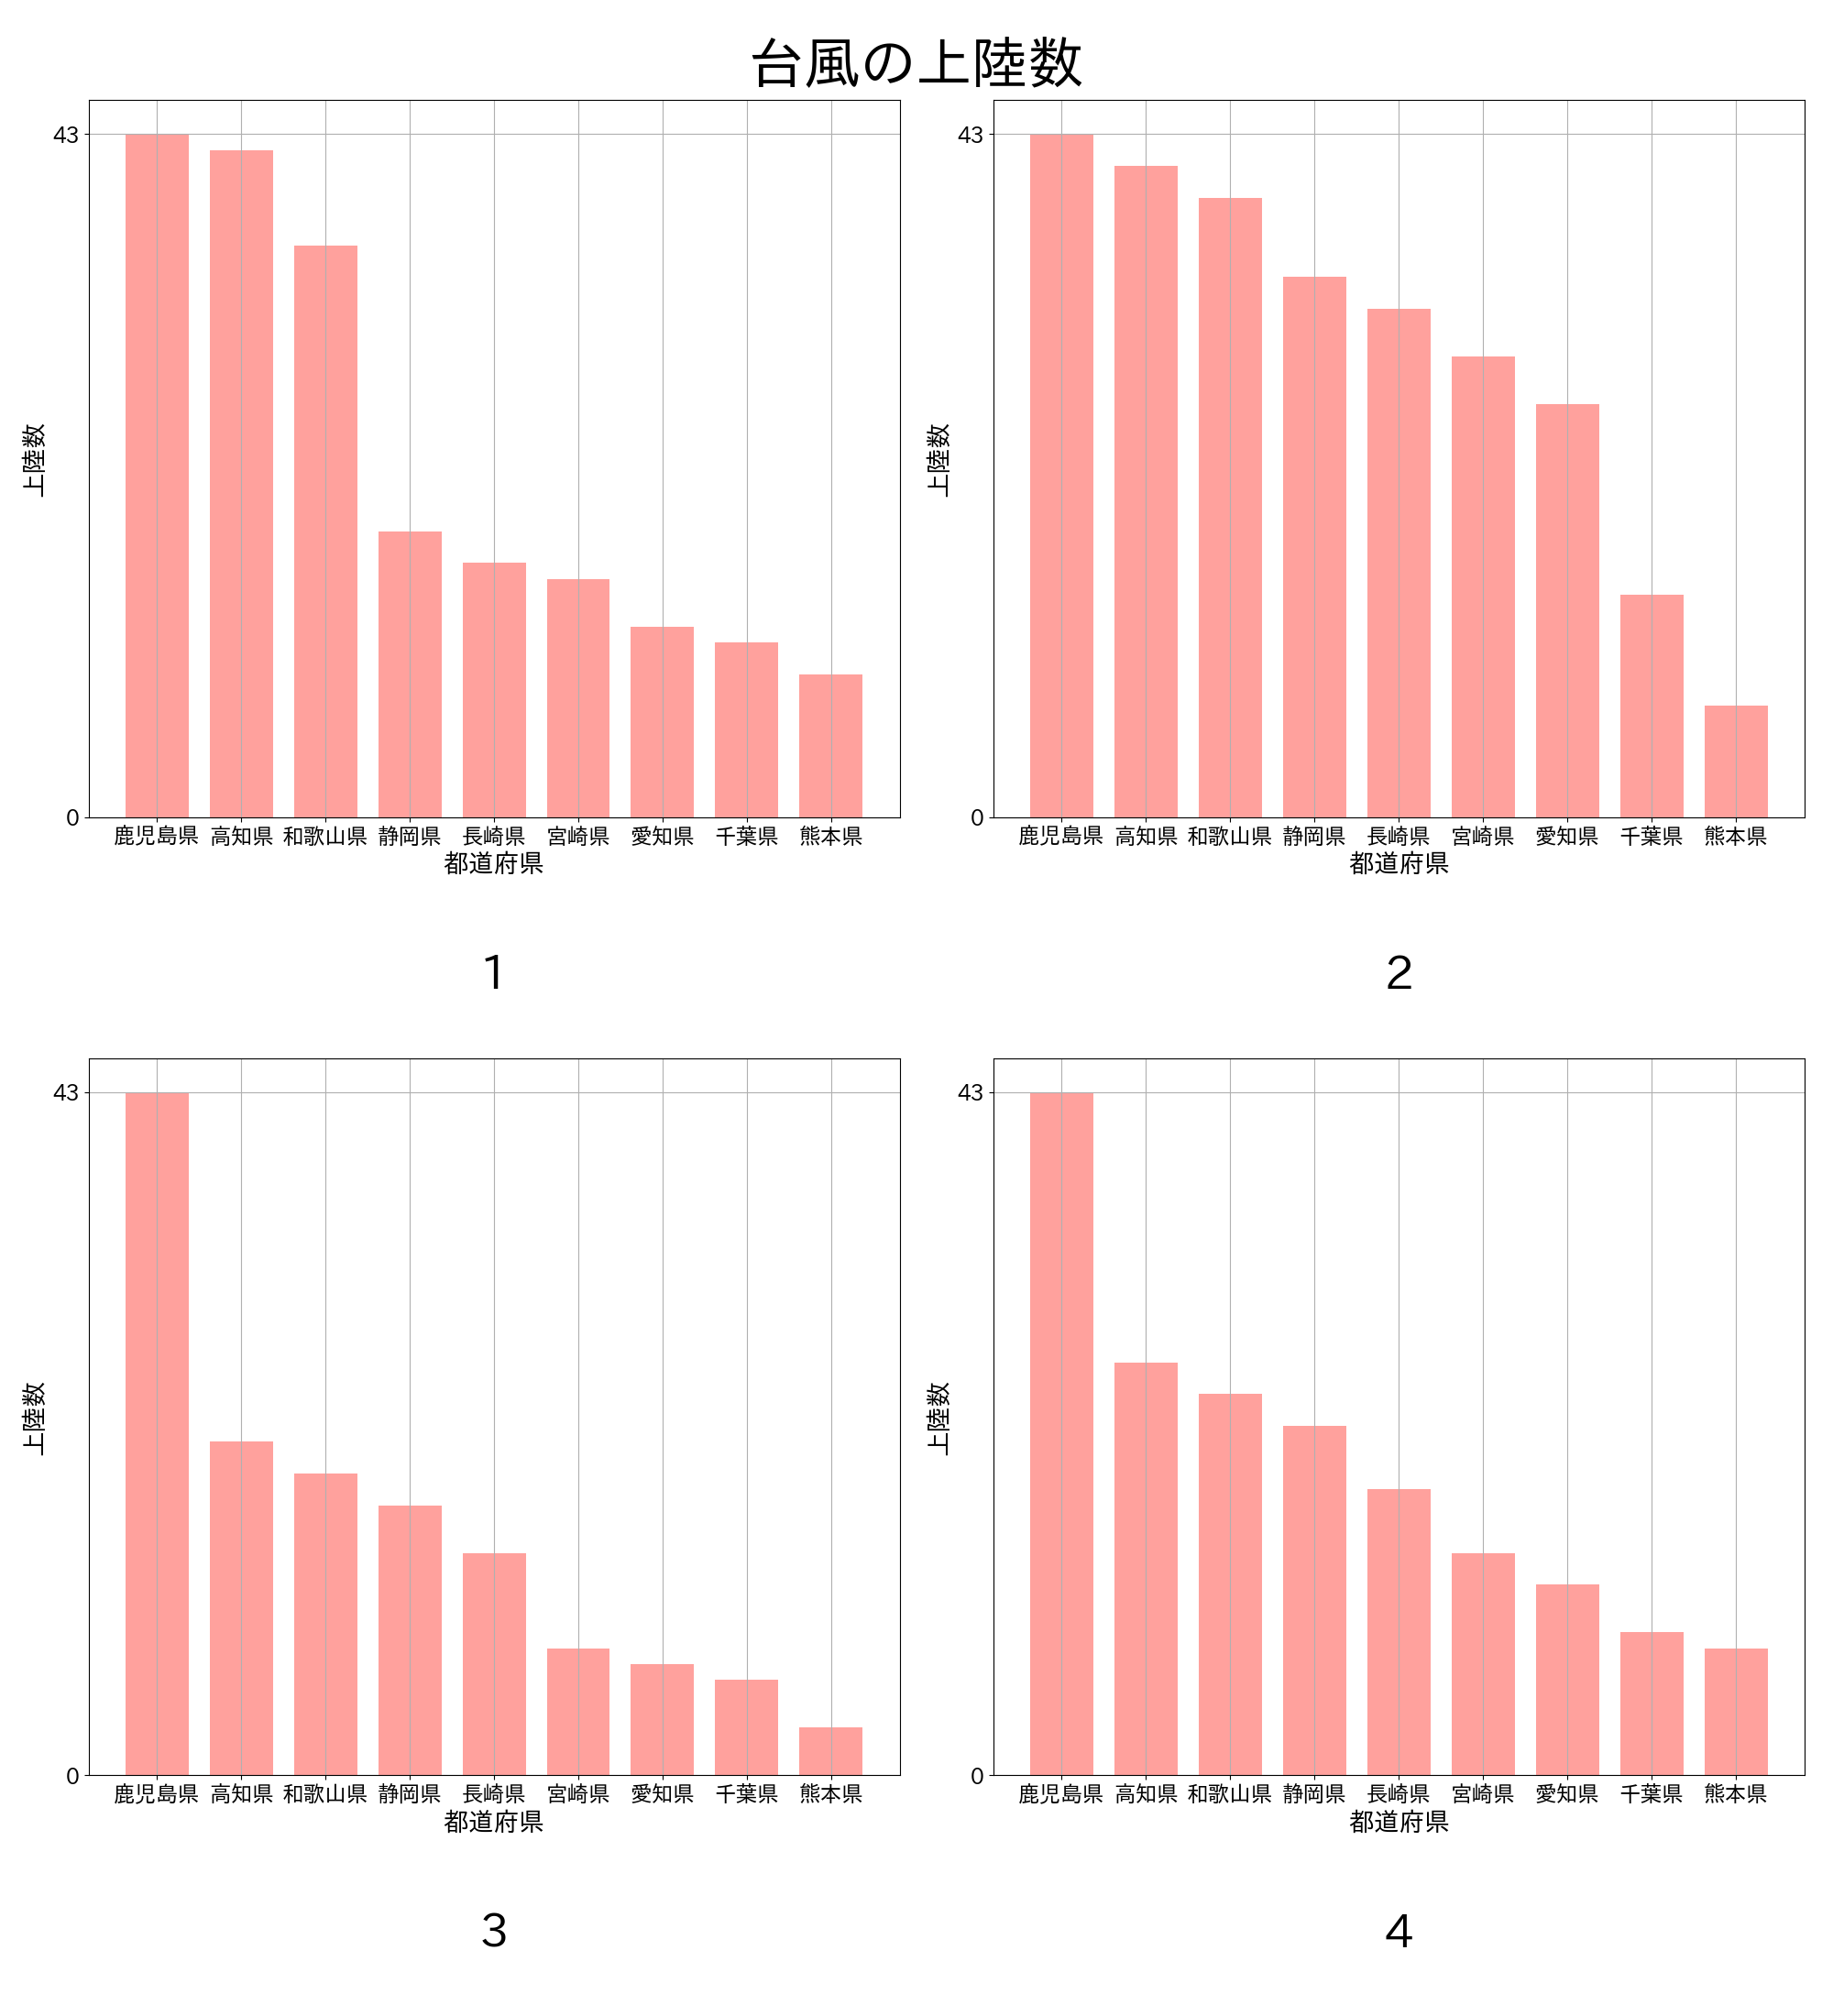 台風の上陸数
43
0
上陸数
鹿児島県 高知県 和歌山県 静岡県 長崎県 宮崎県 愛知県 千葉県 熊本県
都道府県
1
43
0
上陸数
鹿児島県 高知県 和歌山県 静岡県 長崎県 宮崎県 愛知県 千葉県 熊本県
都道府県
2
43
0
上陸数
鹿児島県 高知県 和歌山県 静岡県 長崎県 宮崎県 愛知県 千葉県 熊本県
都道府県
3
43
0
上陸数
鹿児島県 高知県 和歌山県 静岡県 長崎県 宮崎県 愛知県 千葉県 熊本県
都道府県
4